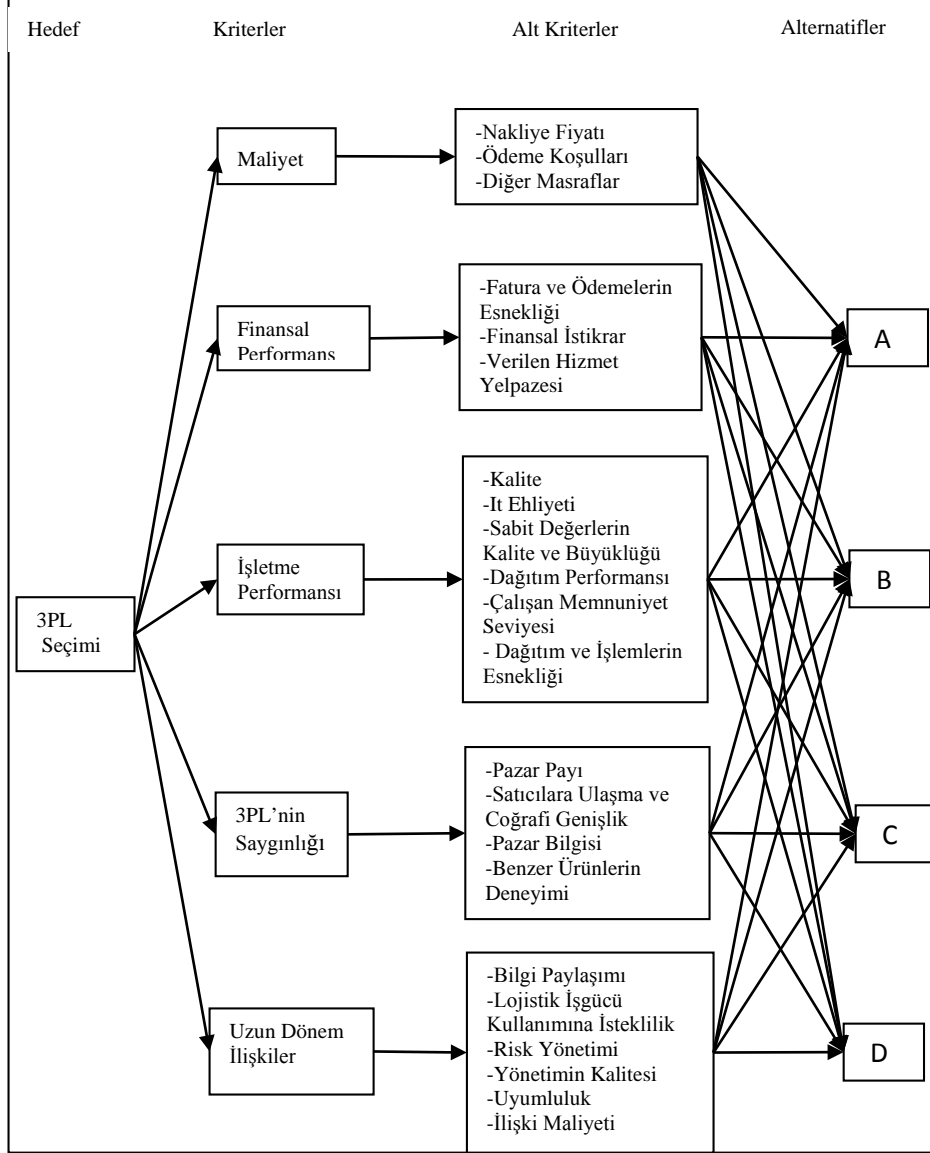 Hedef
Kriterler
Alt Kriterler
Alternatifler
Maliyet
-Nakliye Fiyatı
-Ödeme Koşulları
-Diğer Masraflar
Finansal
Performans
-Fatura ve Ödemelerin
Esnekliği
-Finansal İstikrar
-Verilen Hizmet
Yelpazesi
A
İşletme
Performansı
-Kalite
-It Ehliyeti
-Sabit Değerlerin
Kalite ve Büyüklüğü
-Dağıtım Performansı
-Çalışan Memnuniyet
Seviyesi
- Dağıtım ve İşlemlerin
Esnekliği
B
3PL
Seçimi
3PL’nin
Saygınlığı
-Pazar Payı
-Satıcılara Ulaşma ve
Coğrafi Genişlik
-Pazar Bilgisi
-Benzer Ürünlerin
Deneyimi
C
Uzun Dönem
İlişkiler
-Bilgi Paylaşımı
-Lojistik İşgücü
Kullanımına İsteklilik
-Risk Yönetimi
-Yönetimin Kalitesi
-Uyumluluk
-İlişki Maliyeti
D